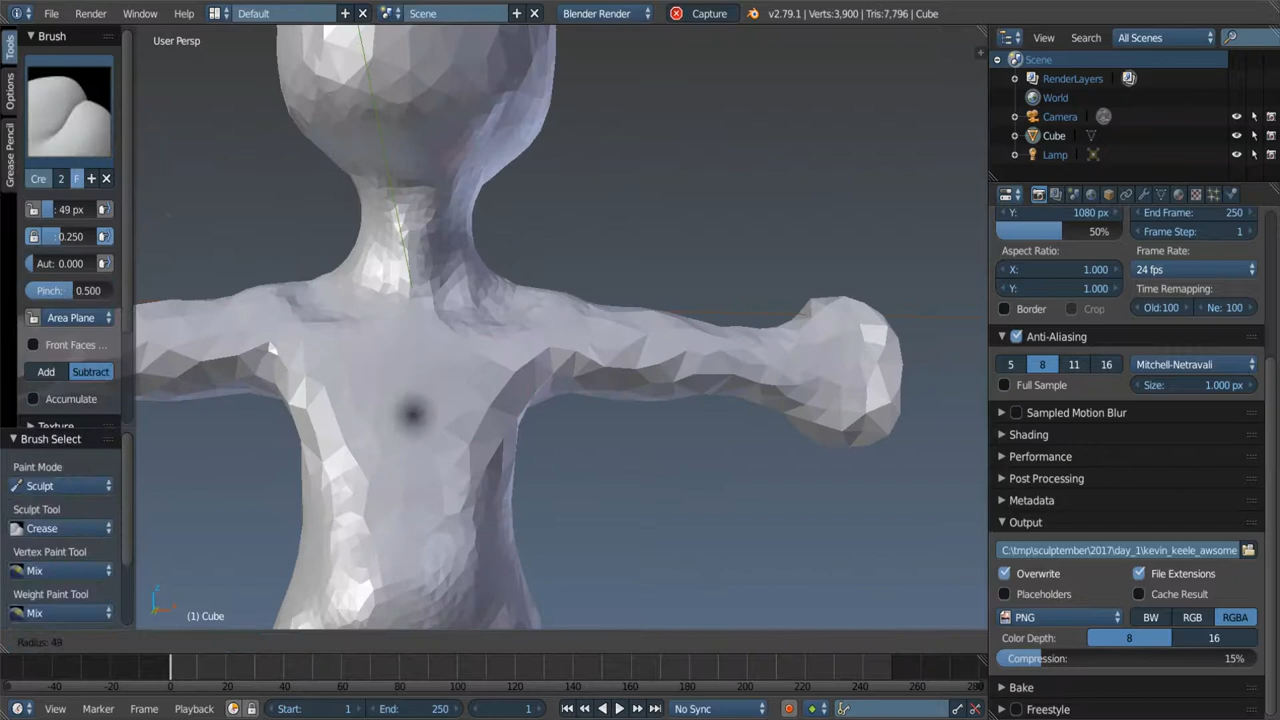 File Render Window Help Default Scene Blender Render Capture v2.79.1 | Verts:3,900 | Tris:7,796 | Cube
Tools
Options
Grease Pencil
Brush
Cre 2 F
: 49 px
: 0.250
Aut: 0.000
Pinch: 0.500
Area Plane
Front Faces ...
Add Subtract
Accumulate
Texture
Brush Select
Paint Mode
Sculpt
Sculpt Tool
Crease
Vertex Paint Tool
Mix
Weight Paint Tool
Mix
User Persp
z
(1) Cube
Radius: 49
View Search All Scenes
Scene
RenderLayers
World
Camera
Cube
Lamp
Y: 1080 px
50%
Aspect Ratio:
X: 1.000
Y: 1.000
Border Crop
End Frame: 250
Frame Step: 1
Frame Rate:
24 fps
Time Remapping:
Old:100 Ne: 100
Anti-Aliasing
5 8 11 16 Mitchell-Netravali
Full Sample Size: 1.000 px
Sampled Motion Blur
Shading
Performance
Post Processing
Metadata
Output
C:\tmp\sculptember\2017\day_1\kevin_keele_awsome
Overwrite File Extensions
Placeholders Cache Result
PNG BW RGB RGBA
Color Depth: 8 16
Compression: 15%
Bake
Freestyle
-40 -20 0 20 40 60 80 100 120 140 160 180 200 220 240 260 280
View Marker Frame Playback Start: 1 End: 250 1 No Sync